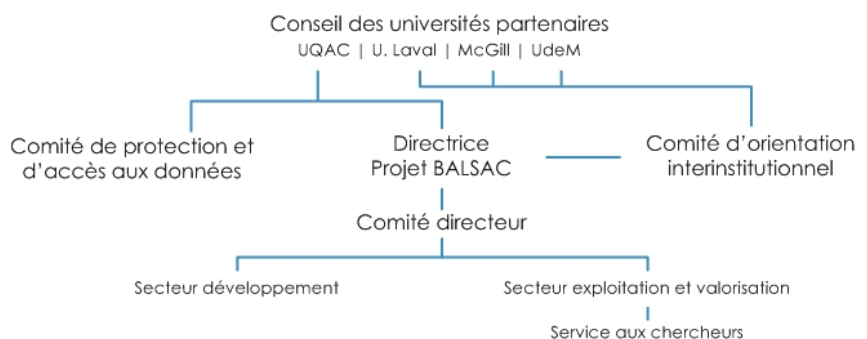 Conseil des universités partenaires
UQAC | U. Laval | McGill | UdeM
Comité de protection et
d'accès aux données
Directrice
Projet BALSAC
Comité d'orientation
interinstitutionnel
Comité directeur
Secteur développement
Secteur exploitation et valorisation
Service aux chercheurs